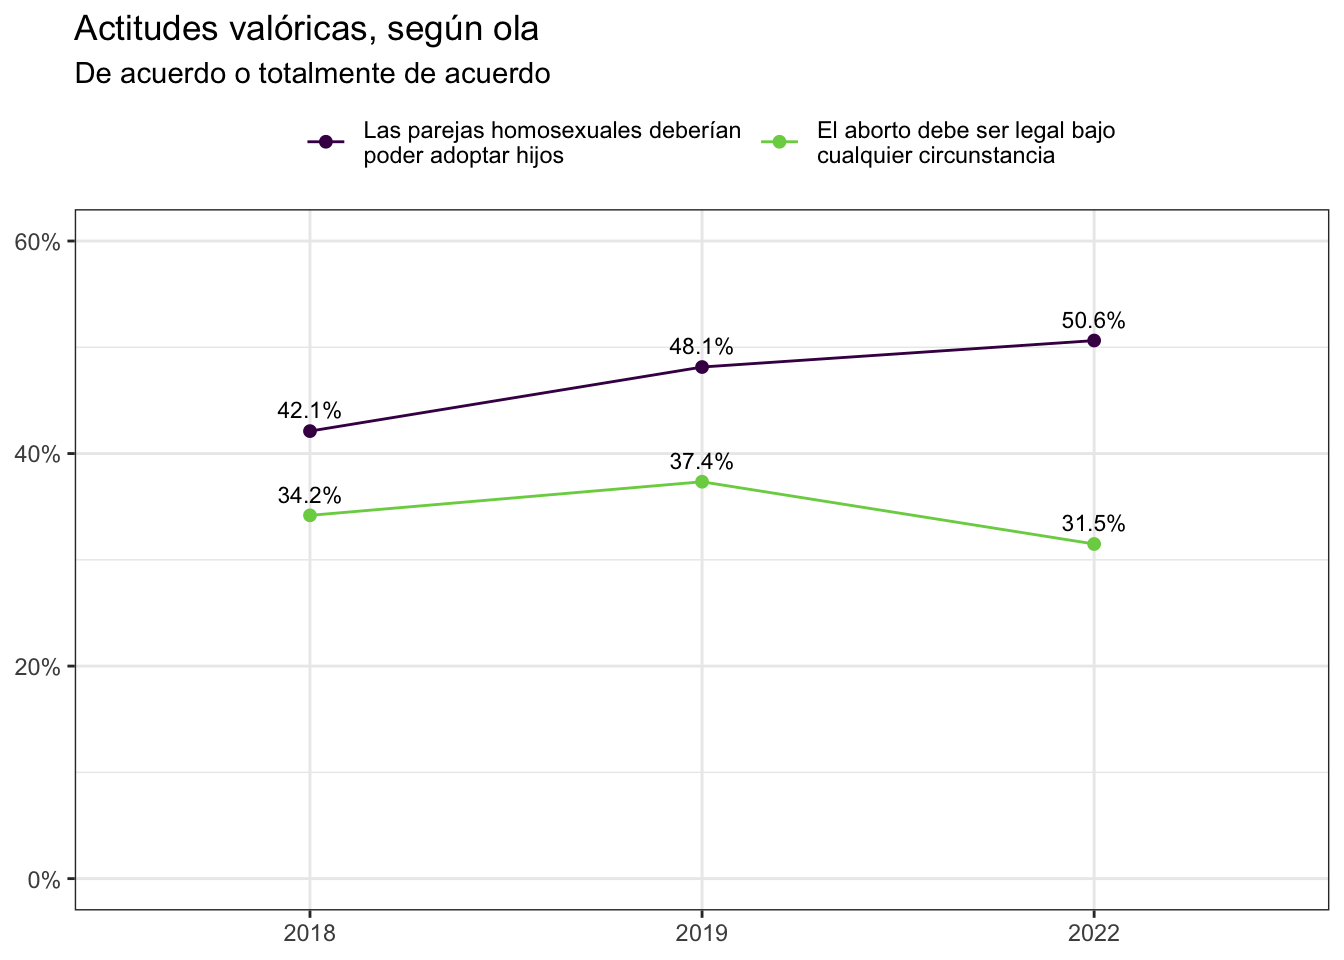 Actitudes valóricas, según ola
De acuerdo o totalmente de acuerdo
Las parejas homosexuales deberían
poder adoptar hijos
El aborto debe ser legal bajo
cualquier circunstancia
60%
40%
20%
0%
42.1%
48.1%
50.6%
34.2%
37.4%
31.5%
2018
2019
2022